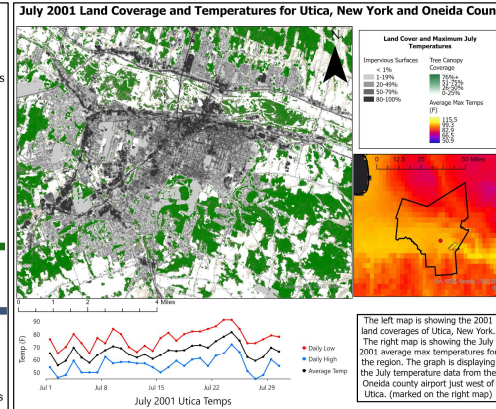 July 2001 Land Coverage and Temperatures for Utica, New York and Oneida Coun
s
Land Cover and Maximum July
Temperatures
Impervious Surfaces
< 1%
1-19%
20-49%
50-79%
80-100%
Tree Canopy
Coverage
76%+
51-75%
26-50%
0-25%
Average Max Temps
(F)
115.5
99.3
82.9
66.5
50.9
0 12.5 25 50 Miles
0 1 2 4 Miles
Temp (F)
90
80
70
60
50
Jul 1 Jul 8 Jul 15 Jul 22 Jul 29
July 2001 Utica Temps
Daily Low
Daily High
Average Temp
The left map is showing the 2001
land coverages of Utica, New York.
The right map is showing the July
2001 average max temperatures for
the region. The graph is displaying
the July temperature data from the
Oneida county airport just west of
Utica. (marked on the right map)
s